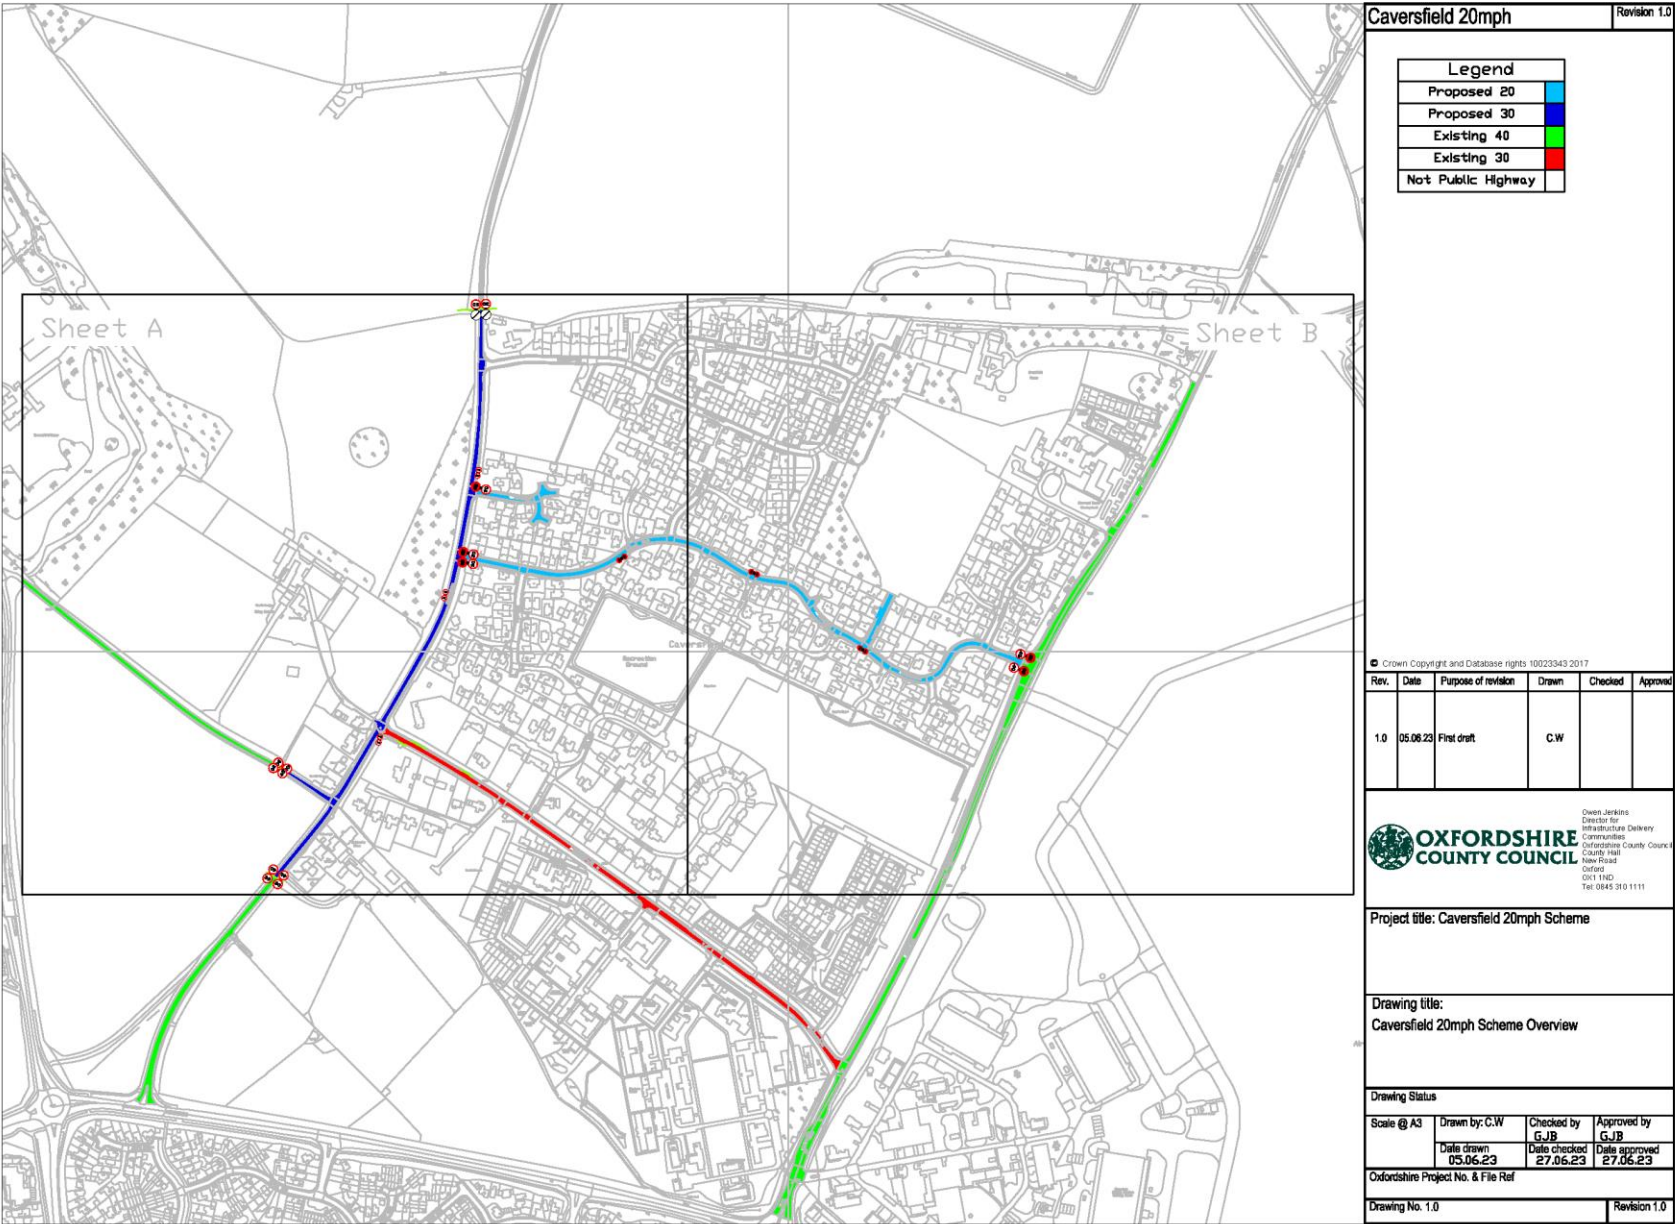 Caversfield 20mph
Revision 1.0
Legend
Proposed 20
Proposed 30
Existing 40
Existing 30
Not Public Highway
Sheet A
Sheet B
Recreation
Ground
© Crown Copyright and Database rights 10023343 2017
Rev. Date Purpose of revision Drawn Checked Approved
1.0 05.06.23 First draft C.W
OXFORDSHIRE
COUNTY COUNCIL
Owen Jenkins
Director for
Infrastructure Delivery
Communities
Oxfordshire County Council
County Hall
New Road
Oxford
OX1 1ND
Tel: 0845 310 1111
Project title: Caversfield 20mph Scheme
Drawing title:
Caversfield 20mph Scheme Overview
Drawing Status
Scale @ A3
Drawn by: C.W
Checked by
GJB
Approved by
GJB
Date drawn
05.06.23
Date checked
27.06.23
Date approved
27.06.23
Oxfordshire Project No. & File Ref
Drawing No. 1.0
Revision 1.0